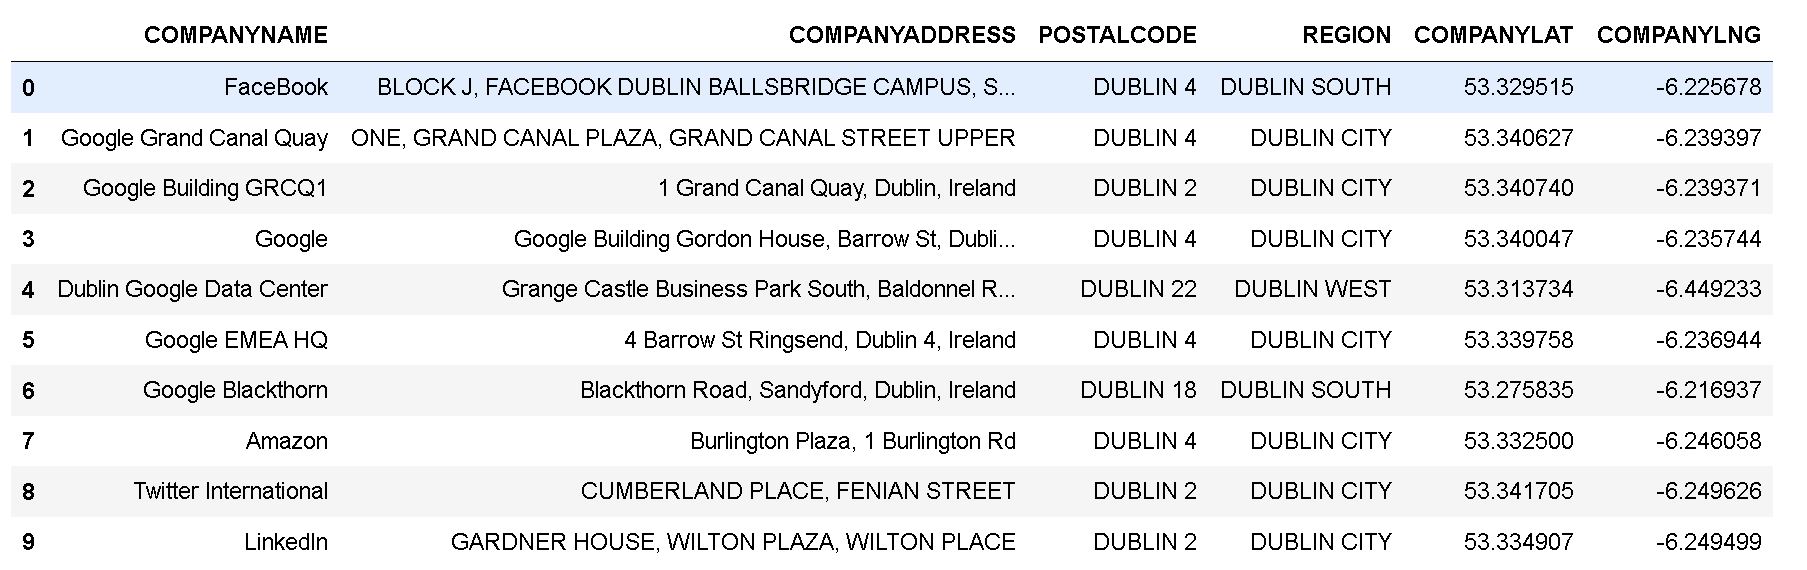 COMPANYNAME COMPANYADDRESS POSTALCODE REGION COMPANYLAT COMPANYLNG
0 FaceBook BLOCK J, FACEBOOK DUBLIN BALLSBRIDGE CAMPUS, S... DUBLIN 4 DUBLIN SOUTH 53.329515 -6.225678
1 Google Grand Canal Quay ONE, GRAND CANAL PLAZA, GRAND CANAL STREET UPPER DUBLIN 4 DUBLIN CITY 53.340627 -6.239397
2 Google Building GRCQ1 1 Grand Canal Quay, Dublin, Ireland DUBLIN 2 DUBLIN CITY 53.340740 -6.239371
3 Google Google Building Gordon House, Barrow St, Dubli... DUBLIN 4 DUBLIN CITY 53.340047 -6.235744
4 Dublin Google Data Center Grange Castle Business Park South, Baldonnel R... DUBLIN 22 DUBLIN WEST 53.313734 -6.449233
5 Google EMEA HQ 4 Barrow St Ringsend, Dublin 4, Ireland DUBLIN 4 DUBLIN CITY 53.339758 -6.236944
6 Google Blackthorn Blackthorn Road, Sandyford, Dublin, Ireland DUBLIN 18 DUBLIN SOUTH 53.275835 -6.216937
7 Amazon Burlington Plaza, 1 Burlington Rd DUBLIN 4 DUBLIN CITY 53.332500 -6.246058
8 Twitter International CUMBERLAND PLACE, FENIAN STREET DUBLIN 2 DUBLIN CITY 53.341705 -6.249626
9 LinkedIn GARDNER HOUSE, WILTON PLAZA, WILTON PLACE DUBLIN 2 DUBLIN CITY 53.334907 -6.249499